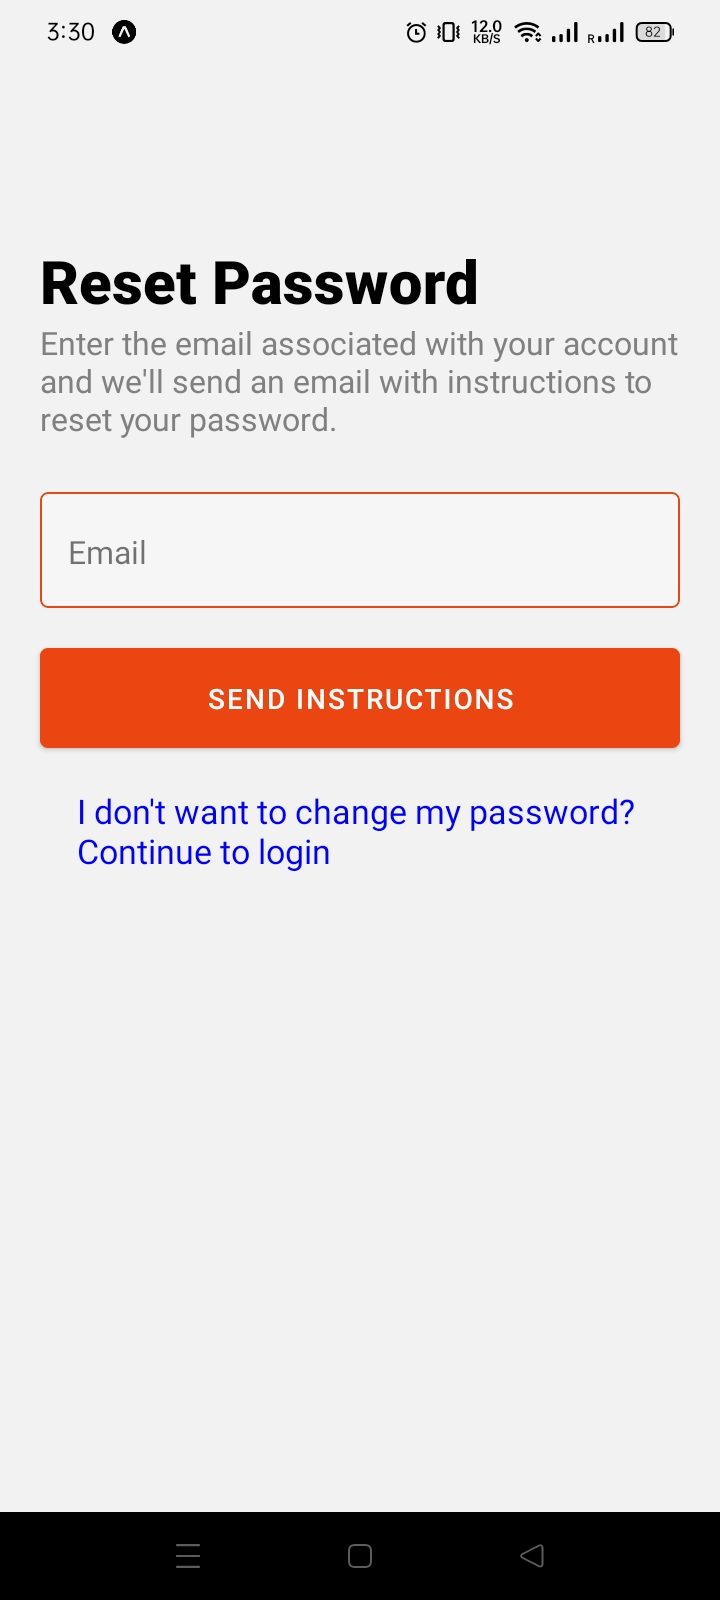 3:30
12.0
KB/S
R
82
Reset Password
Enter the email associated with your account
and we'll send an email with instructions to
reset your password.
Email
SEND INSTRUCTIONS
I don't want to change my password?
Continue to login